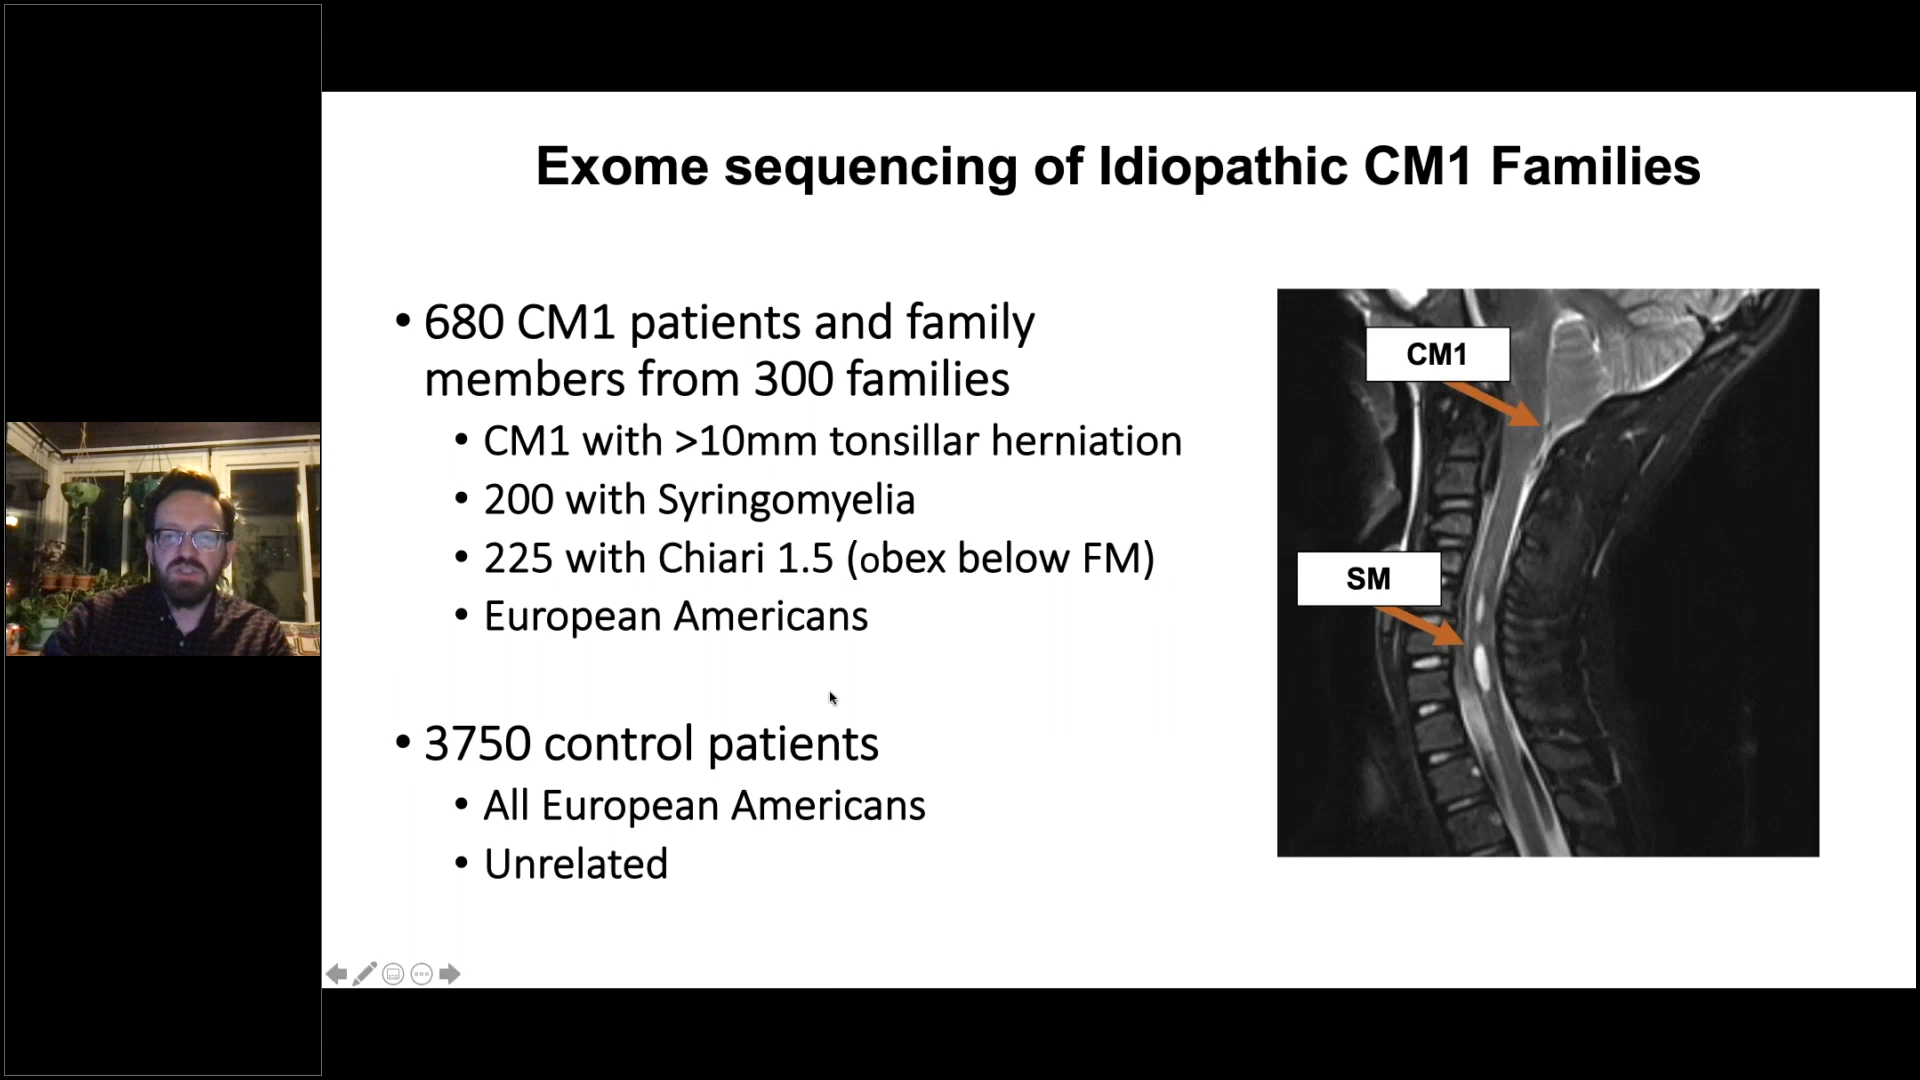 Exome sequencing of Idiopathic CM1 Families
• 680 CM1 patients and family
members from 300 families
• CM1 with >10mm tonsillar herniation
• 200 with Syringomyelia
• 225 with Chiari 1.5 (obex below FM)
• European Americans
• 3750 control patients
• All European Americans
• Unrelated
CM1
SM